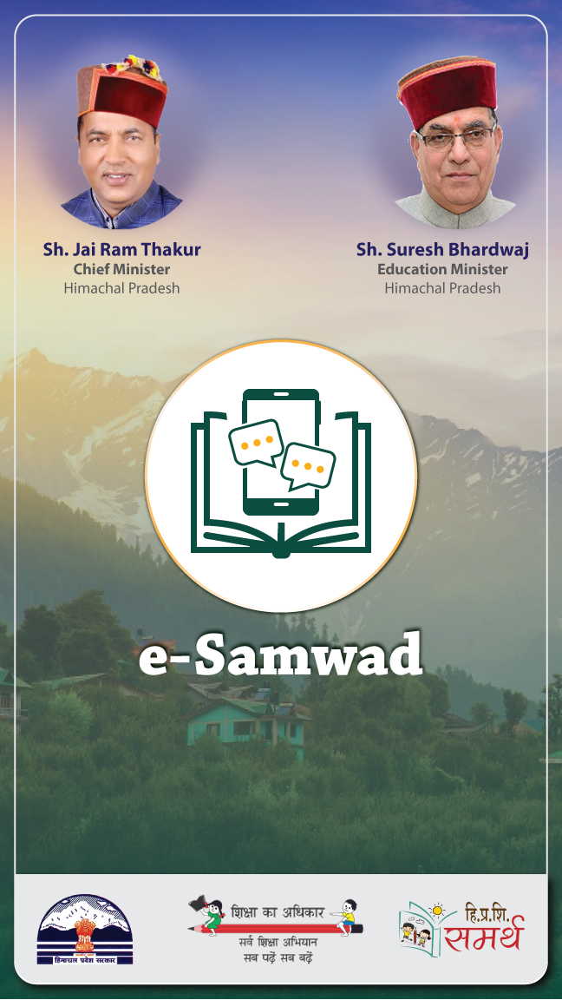 Sh. Jai Ram Thakur
Chief Minister
Himachal Pradesh
Sh. Suresh Bhardwaj
Education Minister
Himachal Pradesh
e-Samwad
हिमाचल प्रदेश सरकार
शिक्षा का अधिकार
सर्व शिक्षा अभियान
सब पढ़ें सब बढ़ें
हि.प्र.शि.
समर्थ